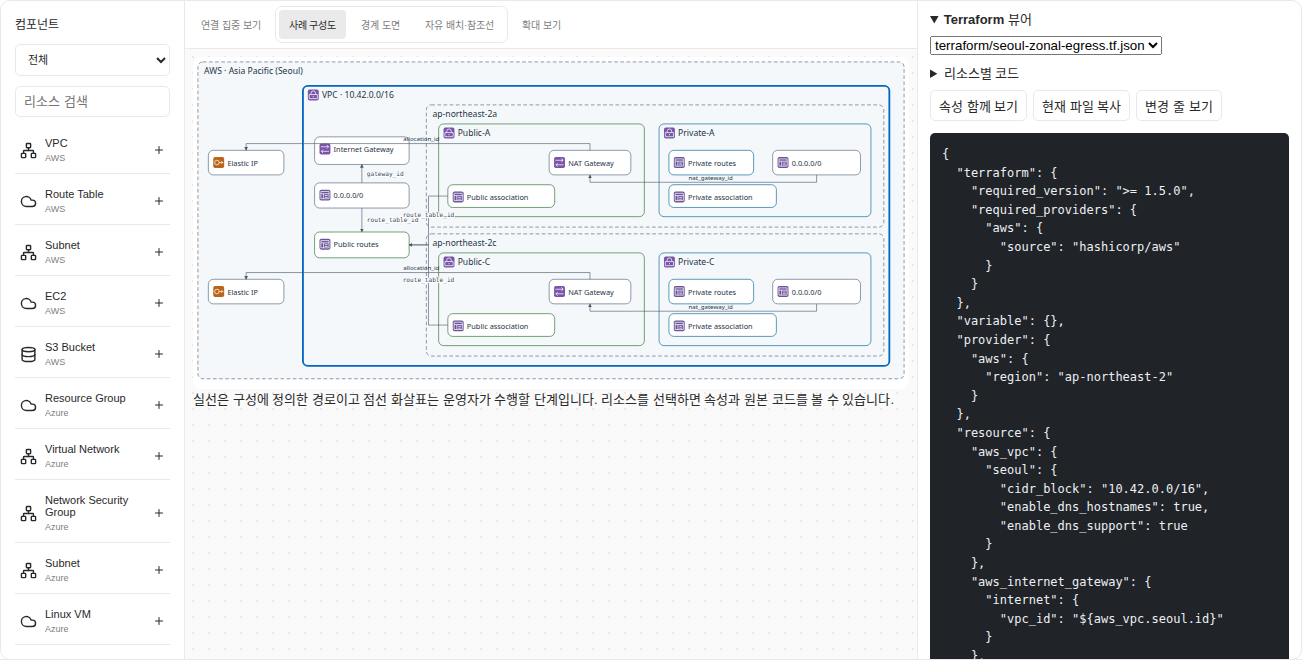 컴포넌트
전체
리소스 검색
VPC
AWS
Route Table
AWS
Subnet
AWS
EC2
AWS
S3 Bucket
AWS
Resource Group
Azure
Virtual Network
Azure
Network Security
Group
Azure
Subnet
Azure
Linux VM
Azure
연결 집중 보기
사례 구성도
경계 도면
자유 배치·참조선
확대 보기
AWS · Asia Pacific (Seoul)
VPC · 10.42.0.0/16
ap-northeast-2a
Public-A
Private-A
allocation_id
Internet Gateway
Elastic IP
NAT Gateway
Private routes
0.0.0.0/0
gateway_id
nat_gateway_id
0.0.0.0/0
Public association
Private association
route_table_id
route_table_id
Public routes
ap-northeast-2c
Public-C
Private-C
allocation_id
route_table_id
Elastic IP
NAT Gateway
Private routes
0.0.0.0/0
nat_gateway_id
Public association
Private association
실선은 구성에 정의한 경로이고 점선 화살표는 운영자가 수행할 단계입니다. 리소스를 선택하면 속성과 원본 코드를 볼 수 있습니다.
Terraform 뷰어
terraform/seoul-zonal-egress.tf.json
리소스별 코드
속성 함께 보기
현재 파일 복사
변경 줄 보기
{
"terraform": {
"required_version": ">= 1.5.0",
"required_providers": {
"aws": {
"source": "hashicorp/aws"
}
}
},
"variable": {},
"provider": {
"aws": {
"region": "ap-northeast-2"
}
},
"resource": {
"aws_vpc": {
"seoul": {
"cidr_block": "10.42.0.0/16",
"enable_dns_hostnames": true,
"enable_dns_support": true
}
},
"aws_internet_gateway": {
"internet": {
"vpc_id": "${aws_vpc.seoul.id}"
}
},